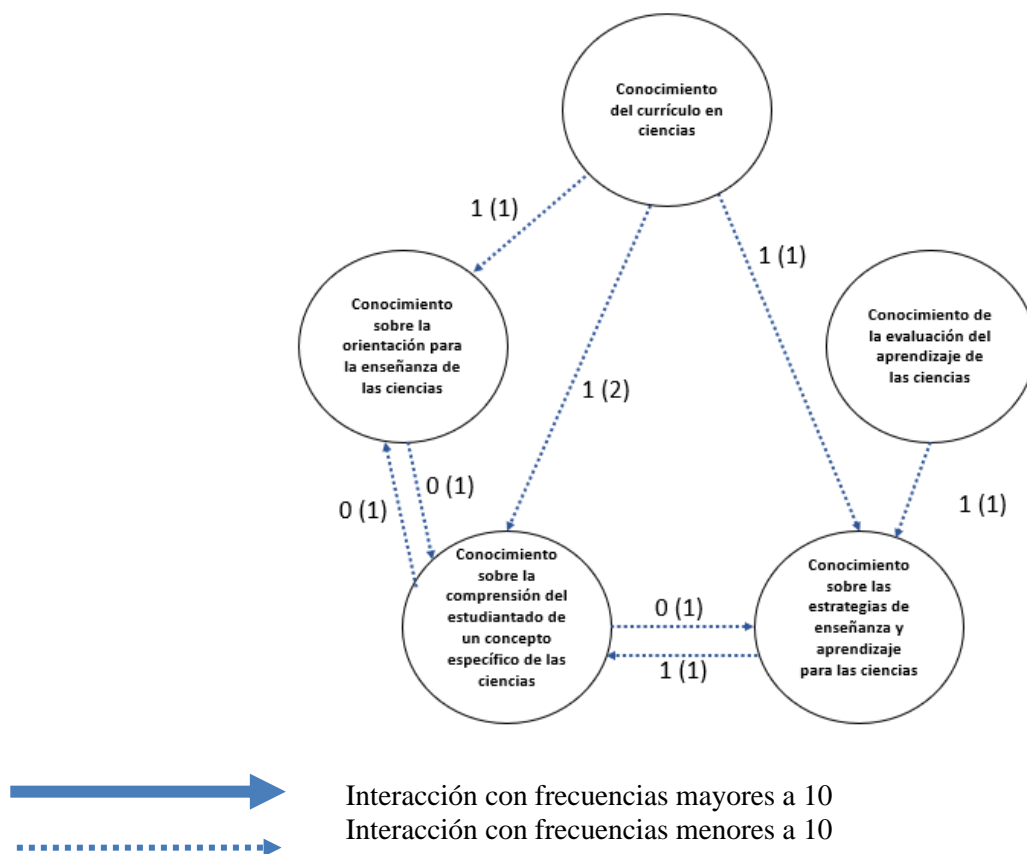 Conocimiento
del currículo en
ciencias
1 (1)
1 (1)
Conocimiento
sobre la
orientación para
la enseñanza de
las ciencias
Conocimiento de
la evaluación del
aprendizaje de
las ciencias
1 (2)
0 (1)
0 (1)
1 (1)
Conocimiento
sobre la
comprensión del
estudiantado de
un concepto
específico de las
ciencias
0 (1)
1 (1)
Conocimiento
sobre las
estrategias de
enseñanza y
aprendizaje
para las ciencias
Interacción con frecuencias mayores a 10
Interacción con frecuencias menores a 10